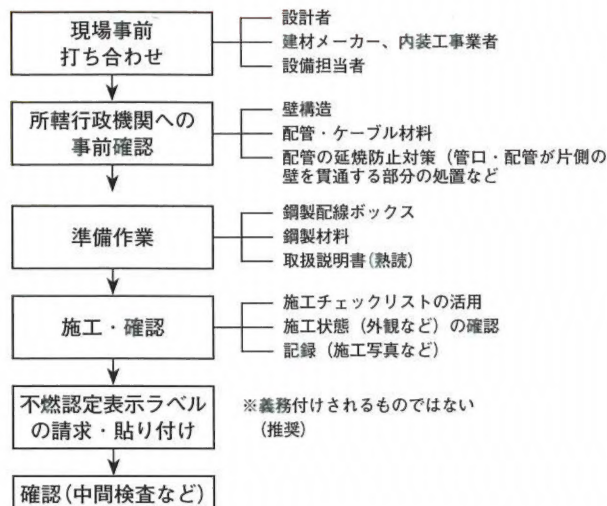 現場事前
打ち合わせ
設計者
建材メーカー、内装工事業者
設備担当者
所轄行政機関への
事前確認
壁構造
配管・ケーブル材料
配管の延焼防止対策（管口・配管が片側の
壁を貫通する部分の処置など
準備作業
鋼製配線ボックス
鋼製材料
取扱説明書(熟読)
施工・確認
施工チェックリストの活用
施工状態（外観など）の確認
記録（施工写真など）
不燃認定表示ラベル
の請求・貼り付け
※義務付けされるものではない
（推奨）
確認(中間検査など)